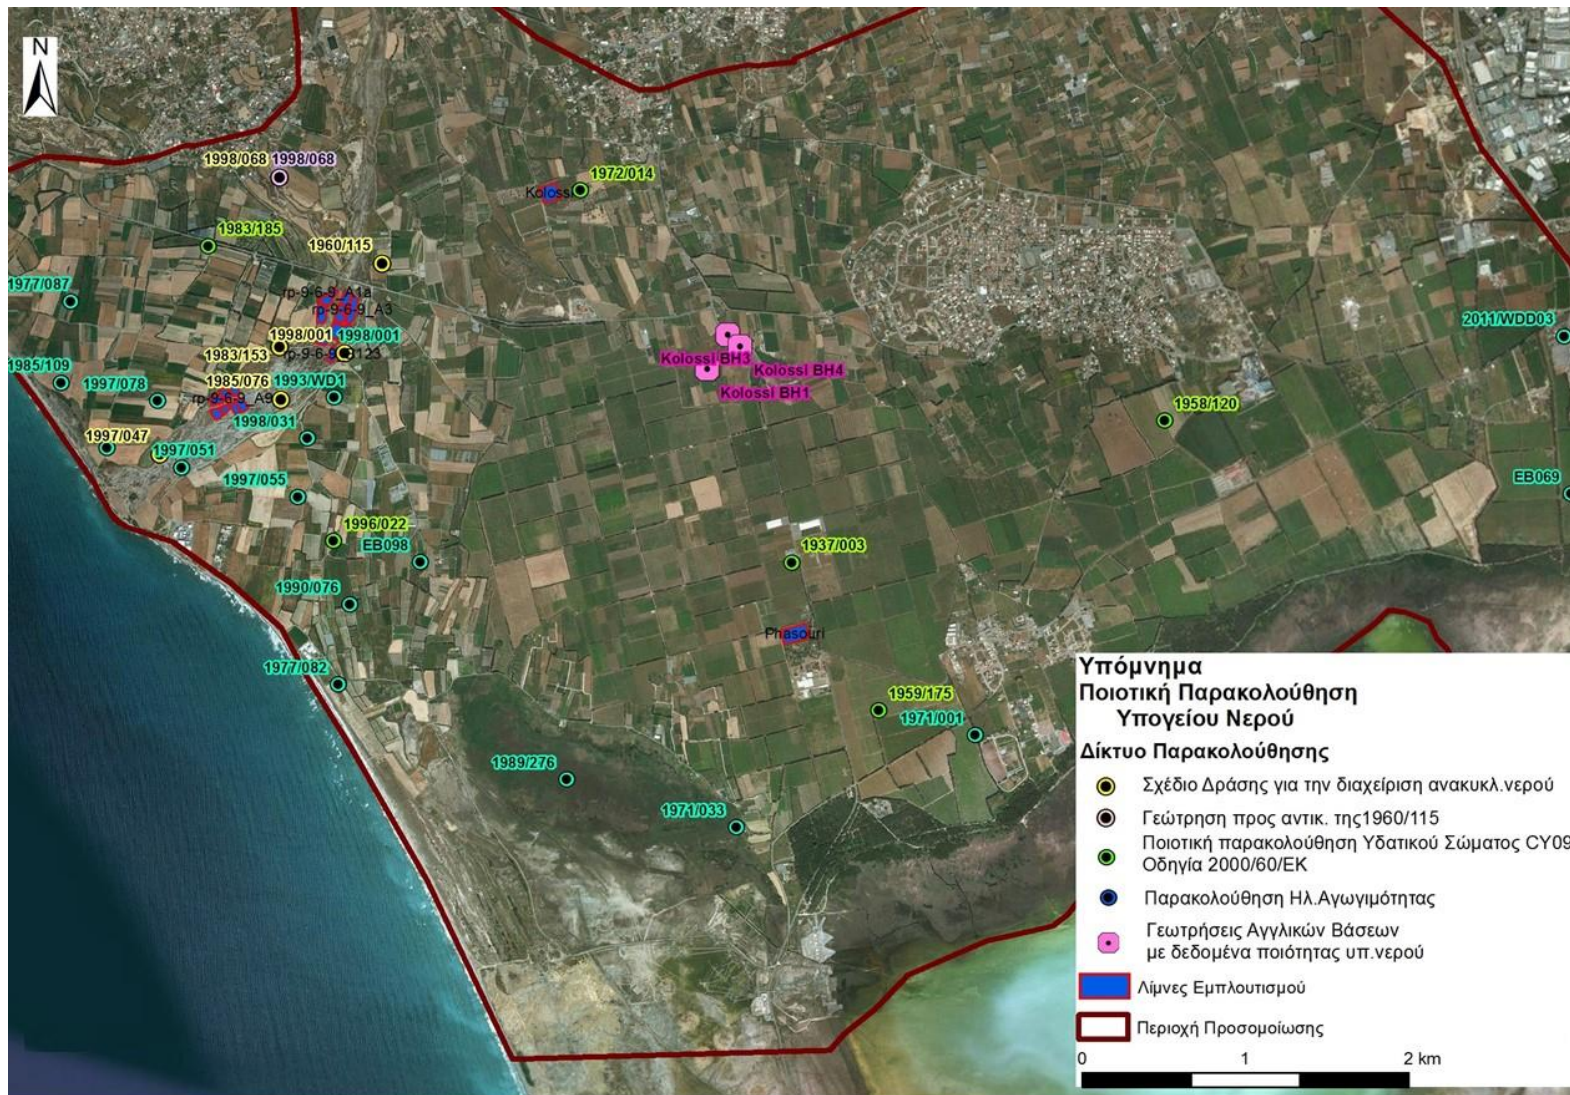 N
1998/068 1998/068
Kolossi
1972/014
1983/185
1960/115
1977/087
rp-9-6-9_A1a
rp-9-6-9_A3
1998/001 1998/001
1983/153
2011/WDD03
Kolossi BH3
Kolossi BH4
Kolossi BH1
1985/109
1997/078
1985/076 1993/WD1
rp-9-6-9_A9
1998/031
1958/120
1997/047
1997/051
1997/055
EB069
1996/022
EB098
1937/003
1990/076
Phasouri
1977/082
1959/175
1971/001
1989/276
1971/033
Υπόμνημα
Ποιοτική Παρακολούθηση
Υπογείου Νερού
Δίκτυο Παρακολούθησης
Σχέδιο Δράσης για την διαχείριση ανακυκλ.νερού
Γεώτρηση προς αντικ. της1960/115
Ποιοτική παρακολούθηση Υδατικού Σώματος CY09
Οδηγία 2000/60/ΕΚ
Παρακολούθηση Ηλ.Αγωγιμότητας
Γεωτρήσεις Αγγλικών Βάσεων
με δεδομένα ποιότητας υπ.νερού
Λίμνες Εμπλουτισμού
Περιοχή Προσομοίωσης
0 1 2 km